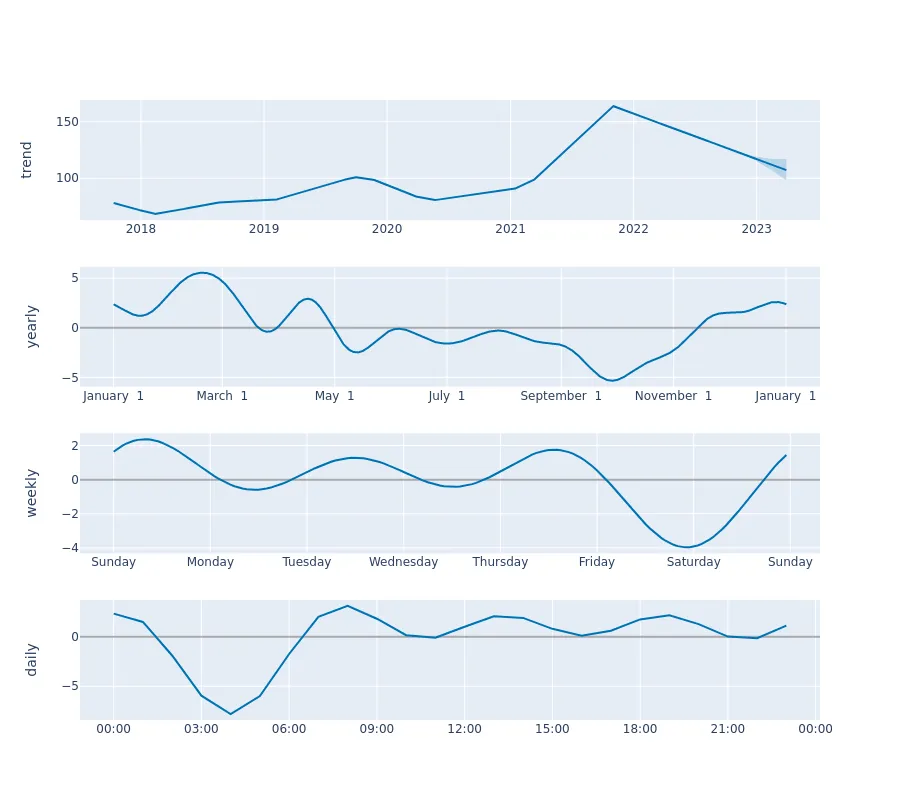 trend
150
100
2018 2019 2020 2021 2022 2023
yearly
5
0
−5
January 1 March 1 May 1 July 1 September 1 November 1 January 1
weekly
2
0
−2
−4
Sunday Monday Tuesday Wednesday Thursday Friday Saturday Sunday
daily
0
−5
00:00 03:00 06:00 09:00 12:00 15:00 18:00 21:00 00:00